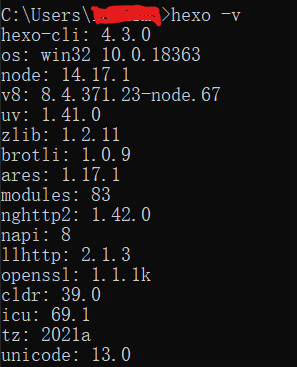 C:\Users\>hexo -v
hexo-cli: 4.3.0
os: win32 10.0.18363
node: 14.17.1
v8: 8.4.371.23-node.67
uv: 1.41.0
zlib: 1.2.11
brotli: 1.0.9
ares: 1.17.1
modules: 83
nghttp2: 1.42.0
napi: 8
llhttp: 2.1.3
openssl: 1.1.1k
cldr: 39.0
icu: 69.1
tz: 2021a
unicode: 13.0